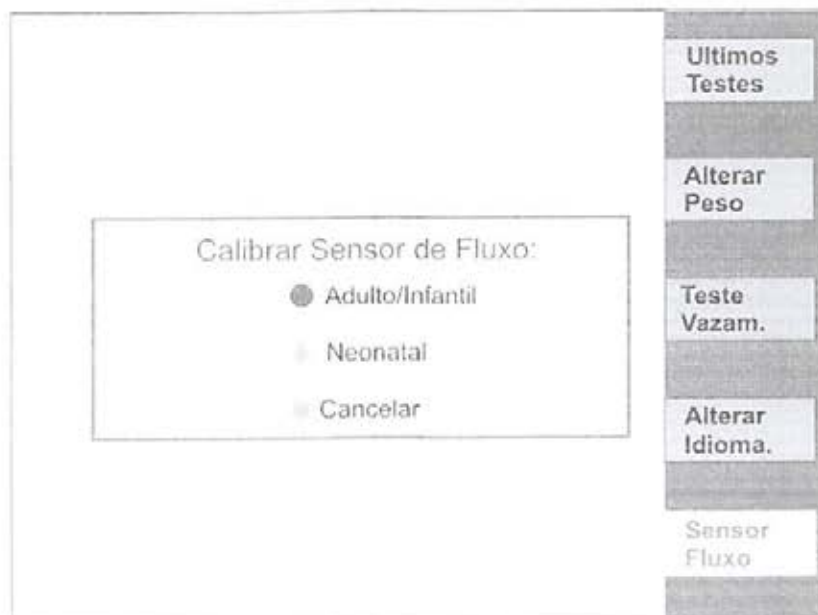 Calibrar Sensor de Fluxo:
Adulto/Infantil
Neonatal
Cancelar
Ultimos
Testes
Alterar
Peso
Teste
Vazam.
Alterar
Idioma.
Sensor
Fluxo